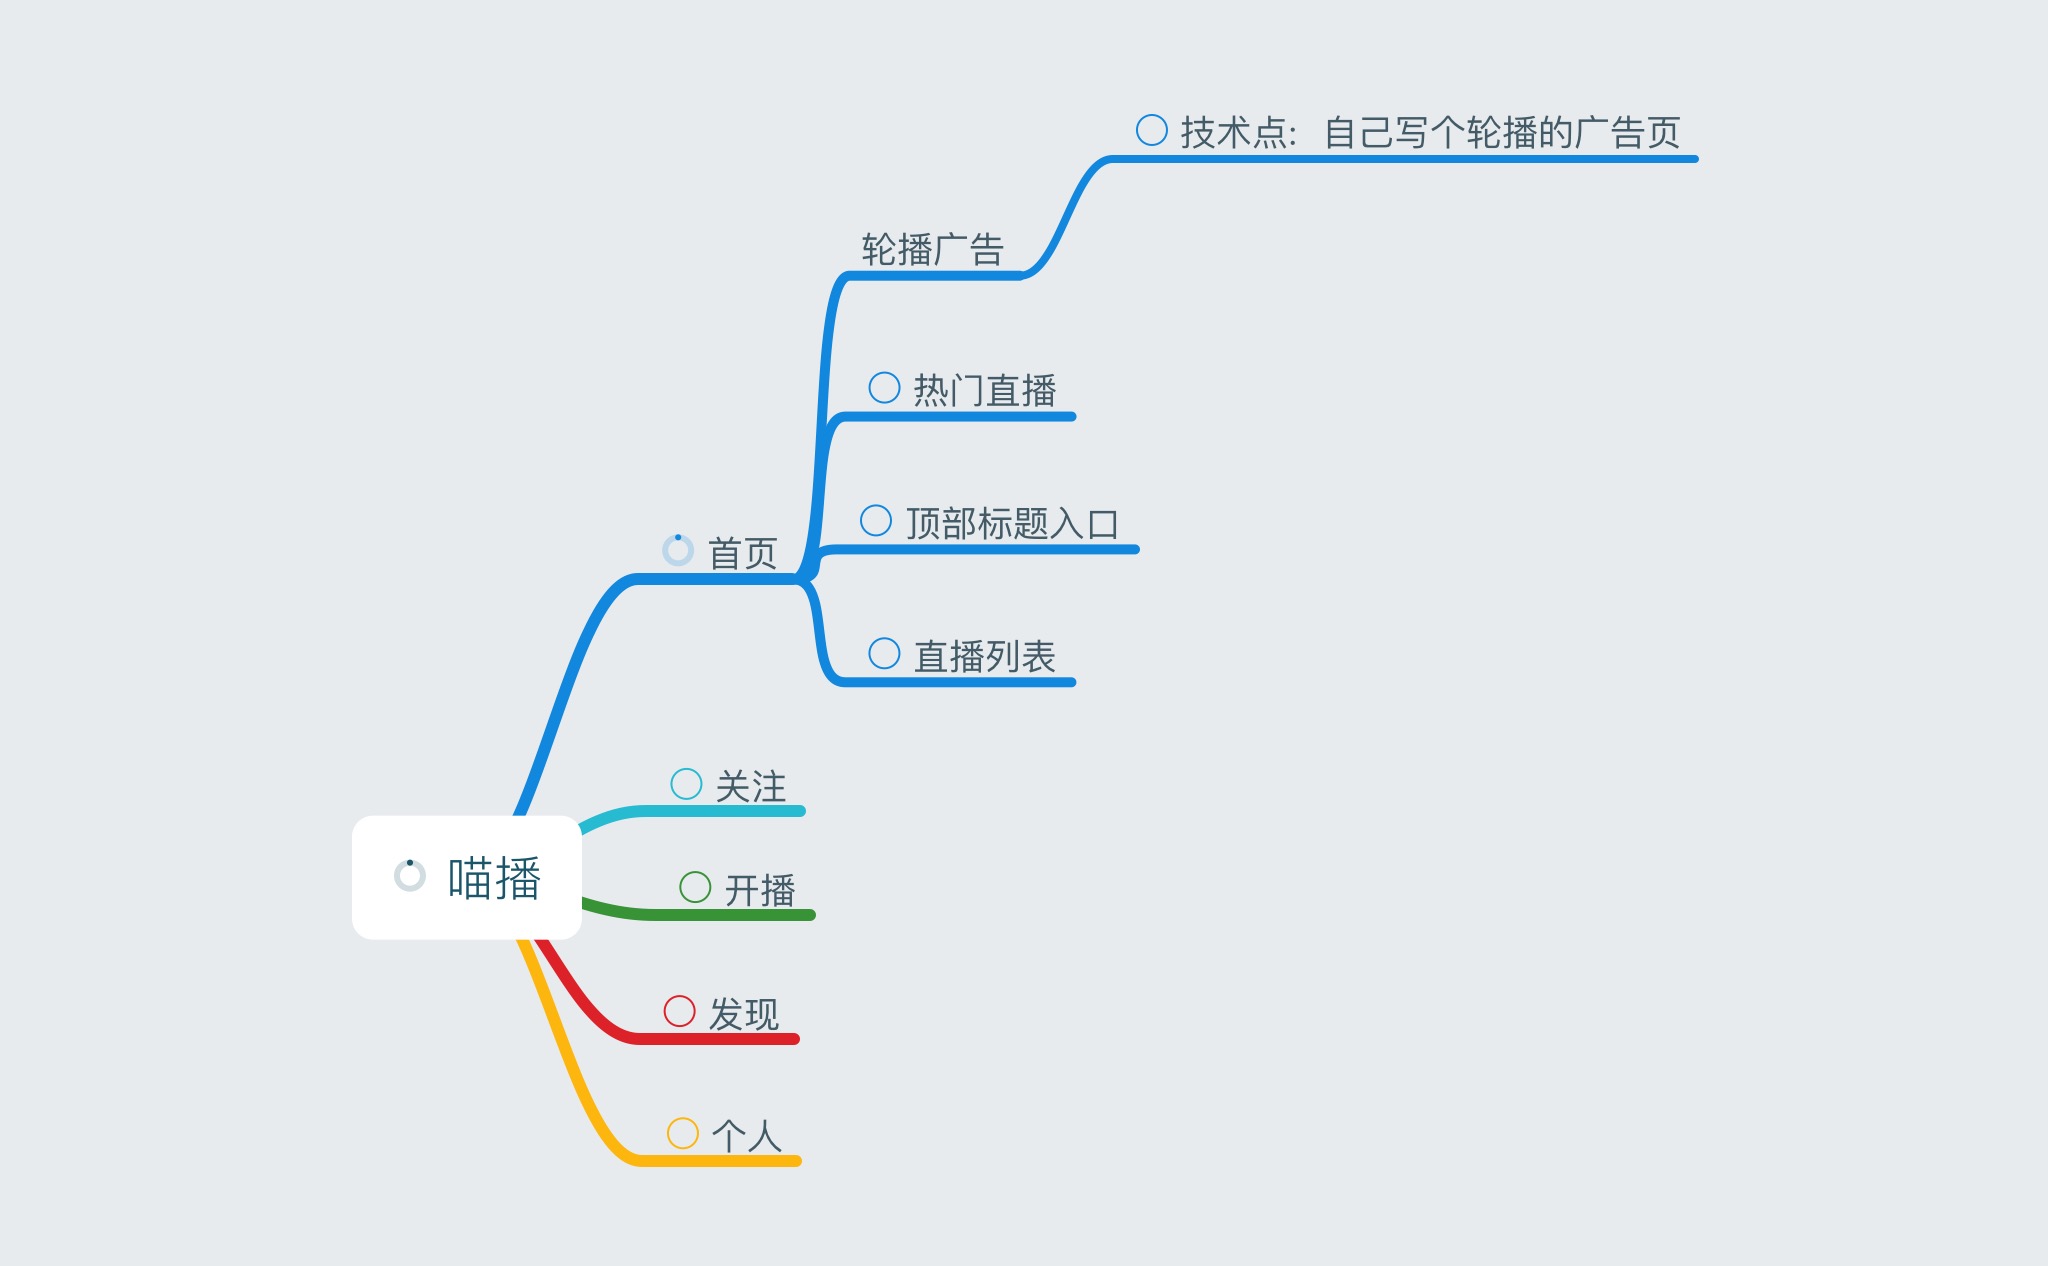 技术点: 自己写个轮播的广告页
轮播广告
热门直播
顶部标题入口
首页
直播列表
关注
喵播
开播
发现
个人